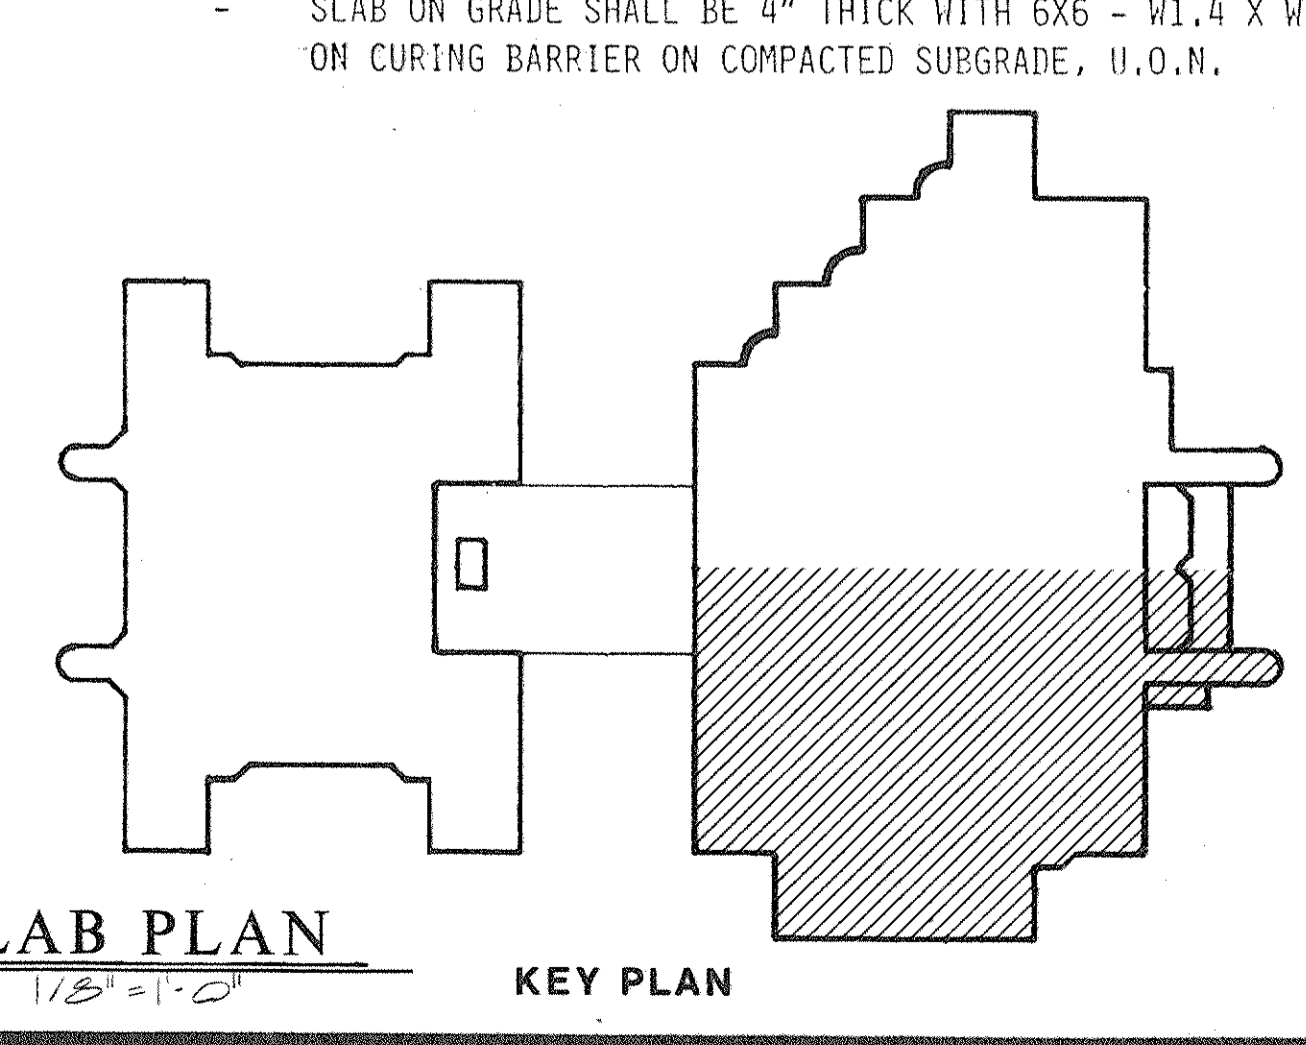 - SLAB ON GRADE SHALL BE 4" THICK WITH 6X6 - W1.4 X W
ON CURING BARRIER ON COMPACTED SUBGRADE, U.O.N.
LAB PLAN
1/8"=1'-0"
KEY PLAN